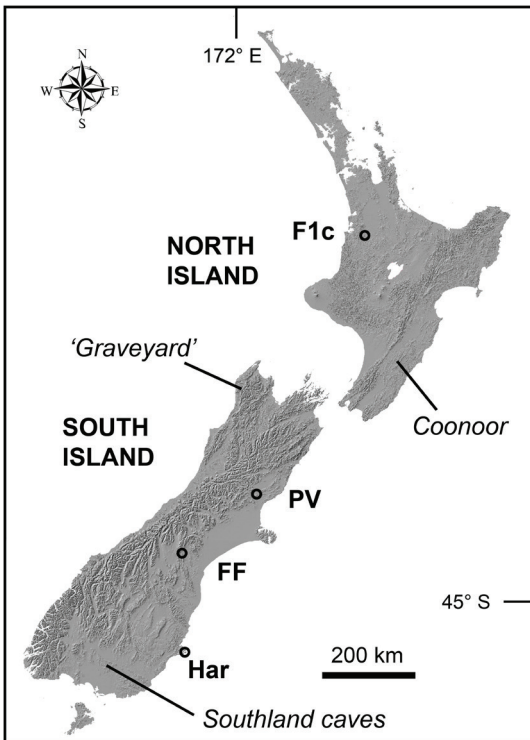 172° E
N
W E
S
F1c
NORTH
ISLAND
‘Graveyard’
SOUTH
ISLAND
Coonoor
PV
FF
45° S
Har
200 km
Southland caves